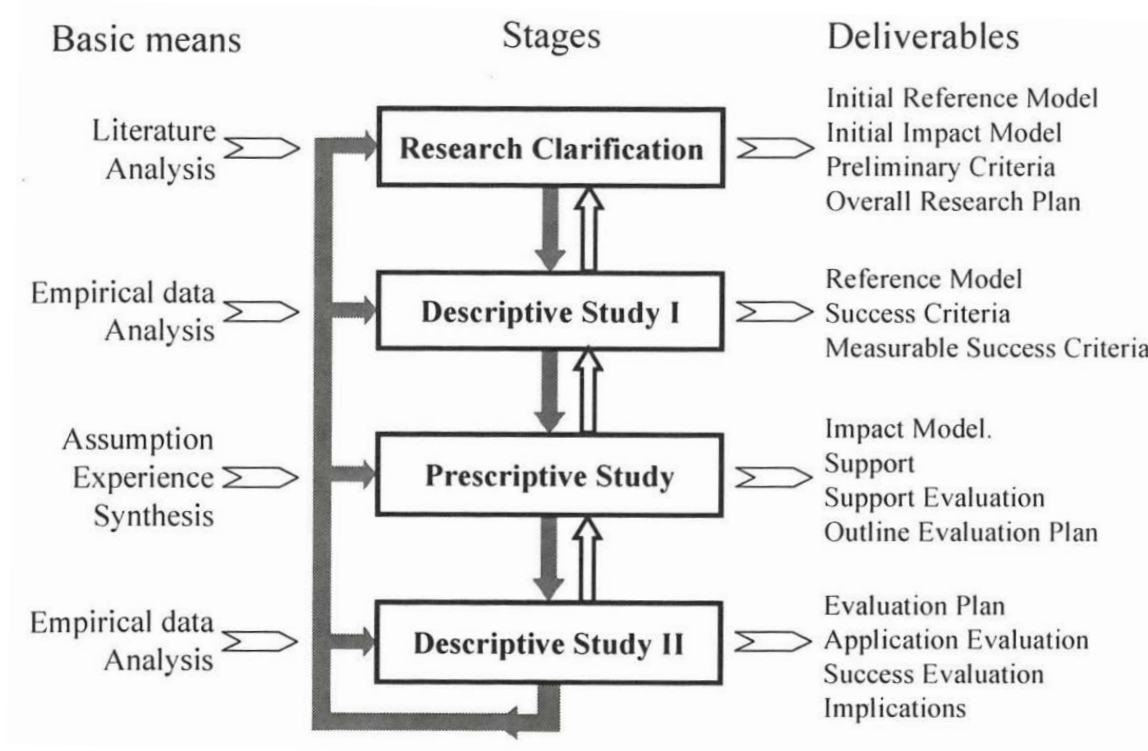 Basic means
Stages
Deliverables
Literature
Analysis
Research Clarification
Initial Reference Model
Initial Impact Model
Preliminary Criteria
Overall Research Plan
Empirical data
Analysis
Descriptive Study I
Reference Model
Success Criteria
Measurable Success Criteria
Assumption
Experience
Synthesis
Prescriptive Study
Impact Model.
Support
Support Evaluation
Outline Evaluation Plan
Empirical data
Analysis
Descriptive Study II
Evaluation Plan
Application Evaluation
Success Evaluation
Implications